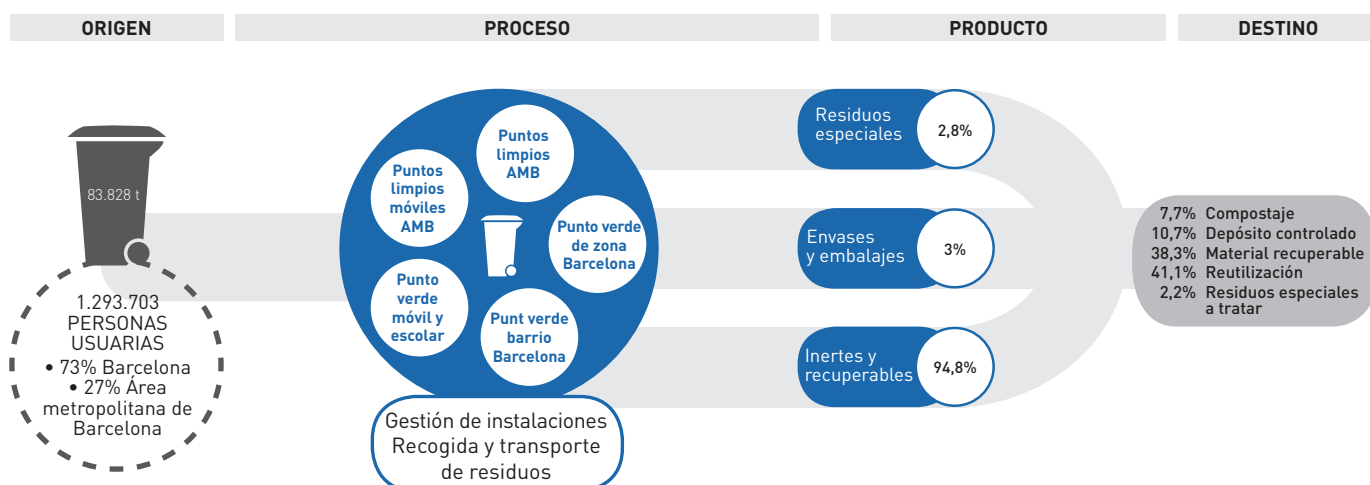 ORIGEN
PROCESO
PRODUCTO
DESTINO
83.828 t
1.293.703
PERSONAS
USUARIAS
• 73% Barcelona
• 27% Área
metropolitana de
Barcelona
Puntos
limpios
AMB
Puntos
limpios
móviles
AMB
Punto verde
de zona
Barcelona
Punto
verde
móvil y
escolar
Punt verde
barrio
Barcelona
Gestión de instalaciones
Recogida y transporte
de residuos
Residuos
especiales
2,8%
Envases
y embalajes
3%
Inertes y
recuperables
94,8%
7,7% Compostaje
10,7% Depósito controlado
38,3% Material recuperable
41,1% Reutilización
2,2% Residuos especiales
a tratar